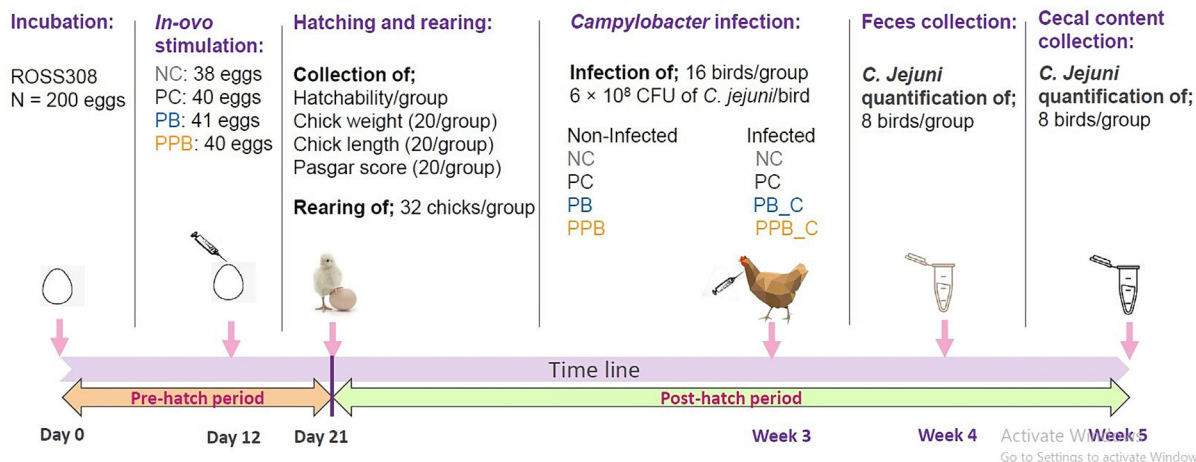 Incubation:
ROSS308
N = 200 eggs
In-ovo
stimulation:
NC: 38 eggs
PC: 40 eggs
PB: 41 eggs
PPB: 40 eggs
Hatching and rearing:
Collection of;
Hatchability/group
Chick weight (20/group)
Chick length (20/group)
Pasgar score (20/group)
Rearing of; 32 chicks/group
Campylobacter infection:
Infection of; 16 birds/group
6 × 10⁸ CFU of C. jejuni/bird
Non-Infected
NC
PC
PB
PPB
Infected
NC
PC
PB_C
PPB_C
Feces collection:
C. Jejuni
quantification of;
8 birds/group
Cecal content
collection:
C. Jejuni
quantification of;
8 birds/group
Time line
Pre-hatch period
Post-hatch period
Day 0
Day 12
Day 21
Week 3
Week 4
Week 5
Activate Windows
Go to Settings to activate Window